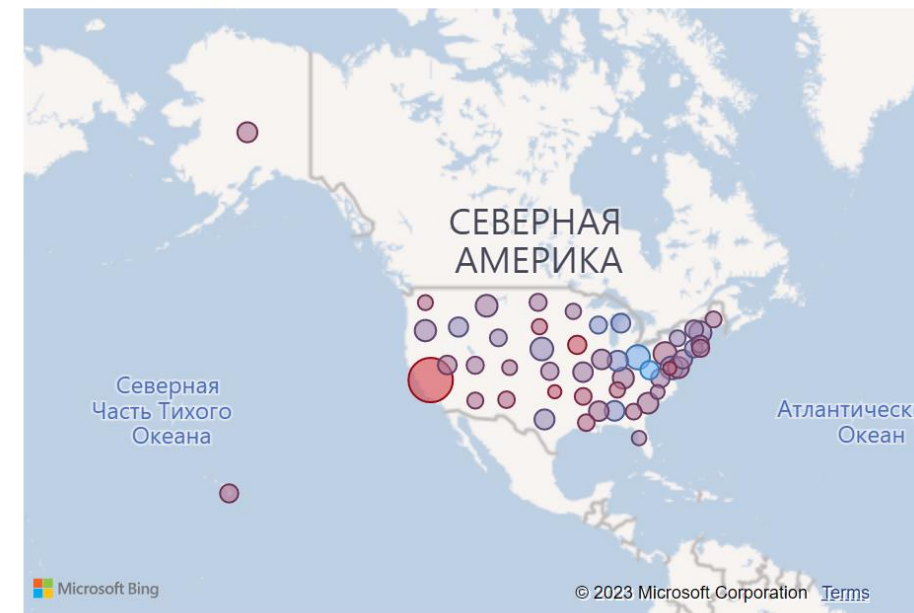 СЕВЕРНАЯ
АМЕРИКА
Северная
Часть Тихого
Океана
Атлантическ
Океан
Microsoft Bing
© 2023 Microsoft Corporation Terms